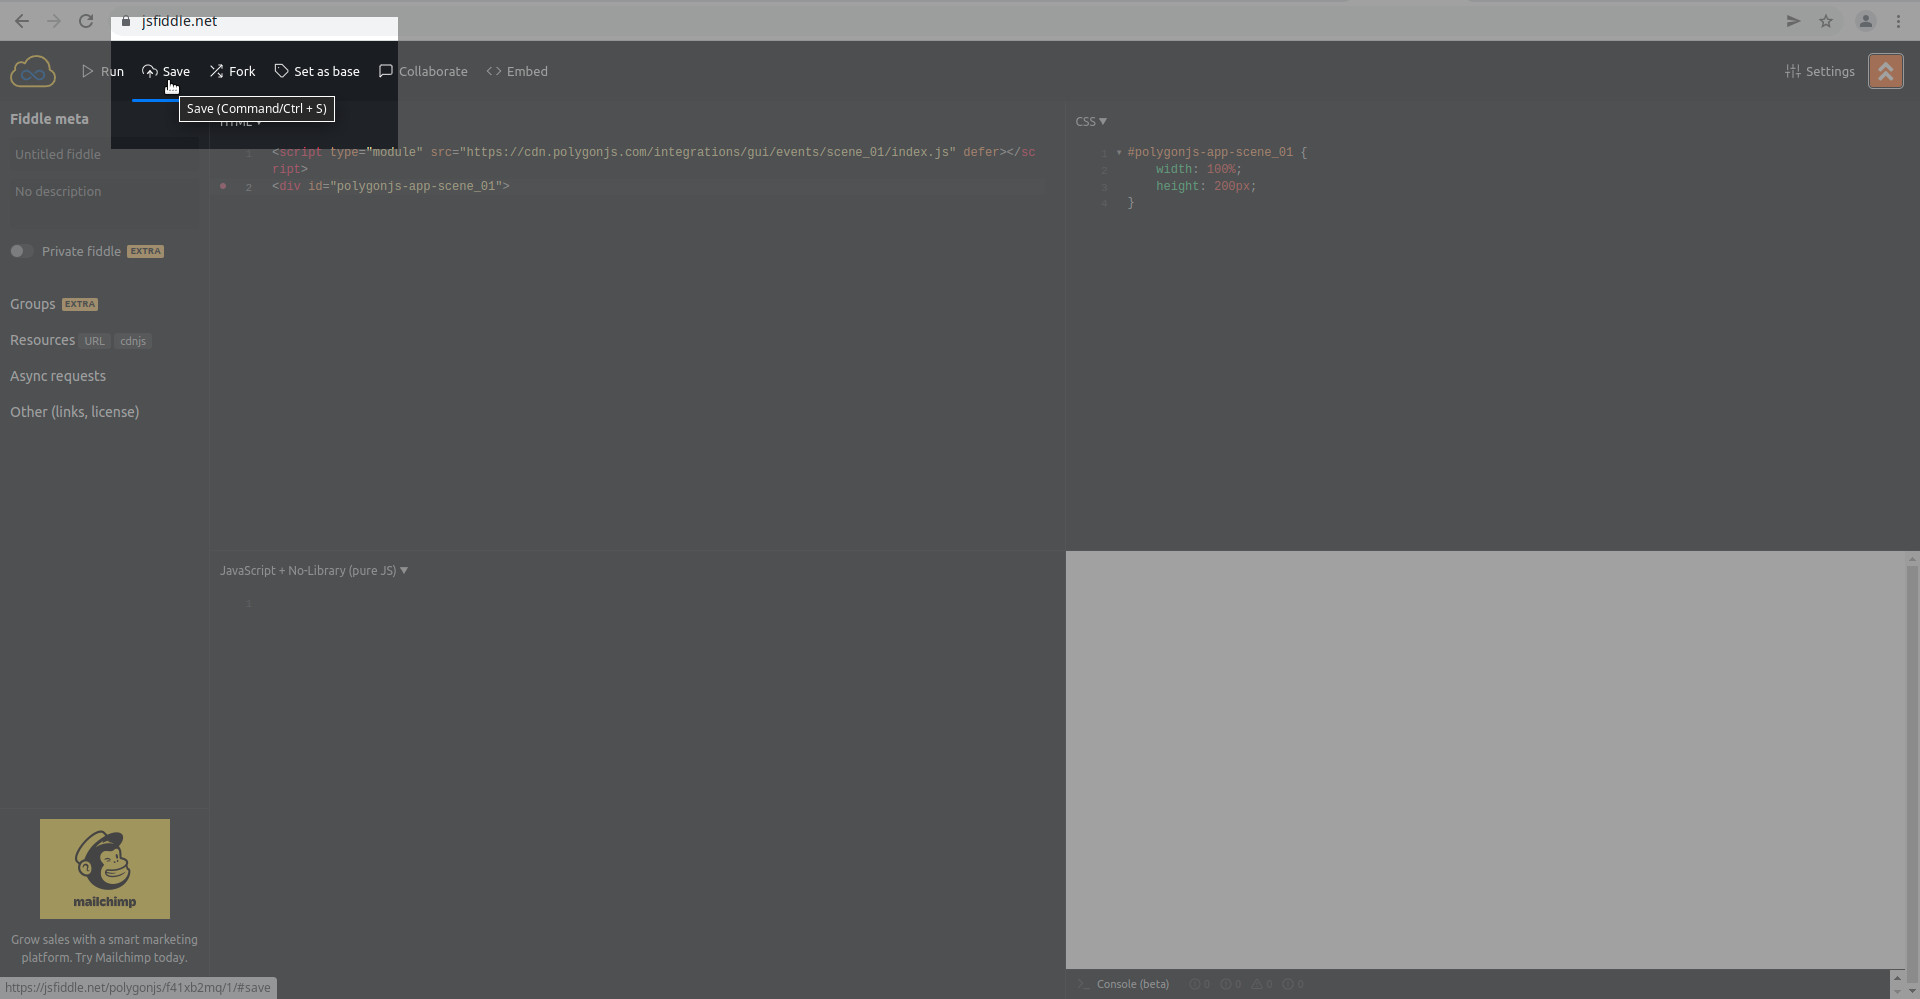 jsfiddle.net
Run Save Fork Set as base Collaborate Embed Settings
Save (Command/Ctrl + S)
Fiddle meta
Untitled fiddle
No description
Private fiddle EXTRA
Groups EXTRA
Resources URL cdnjs
Async requests
Other (links, license)
HTML ▼
1 <script type="module" src="https://cdn.polygonjs.com/integrations/gui/events/scene_01/index.js" defer></sc
ript>
2 <div id="polygonjs-app-scene_01">
CSS ▼
1 ▾ #polygonjs-app-scene_01 {
2 width: 100%;
3 height: 200px;
4 }
JavaScript + No-Library (pure JS) ▼
1
mailchimp
Grow sales with a smart marketing
platform. Try Mailchimp today.
https://jsfiddle.net/polygonjs/f41xb2mq/1/#save
>_ Console (beta) 0 0 0 0